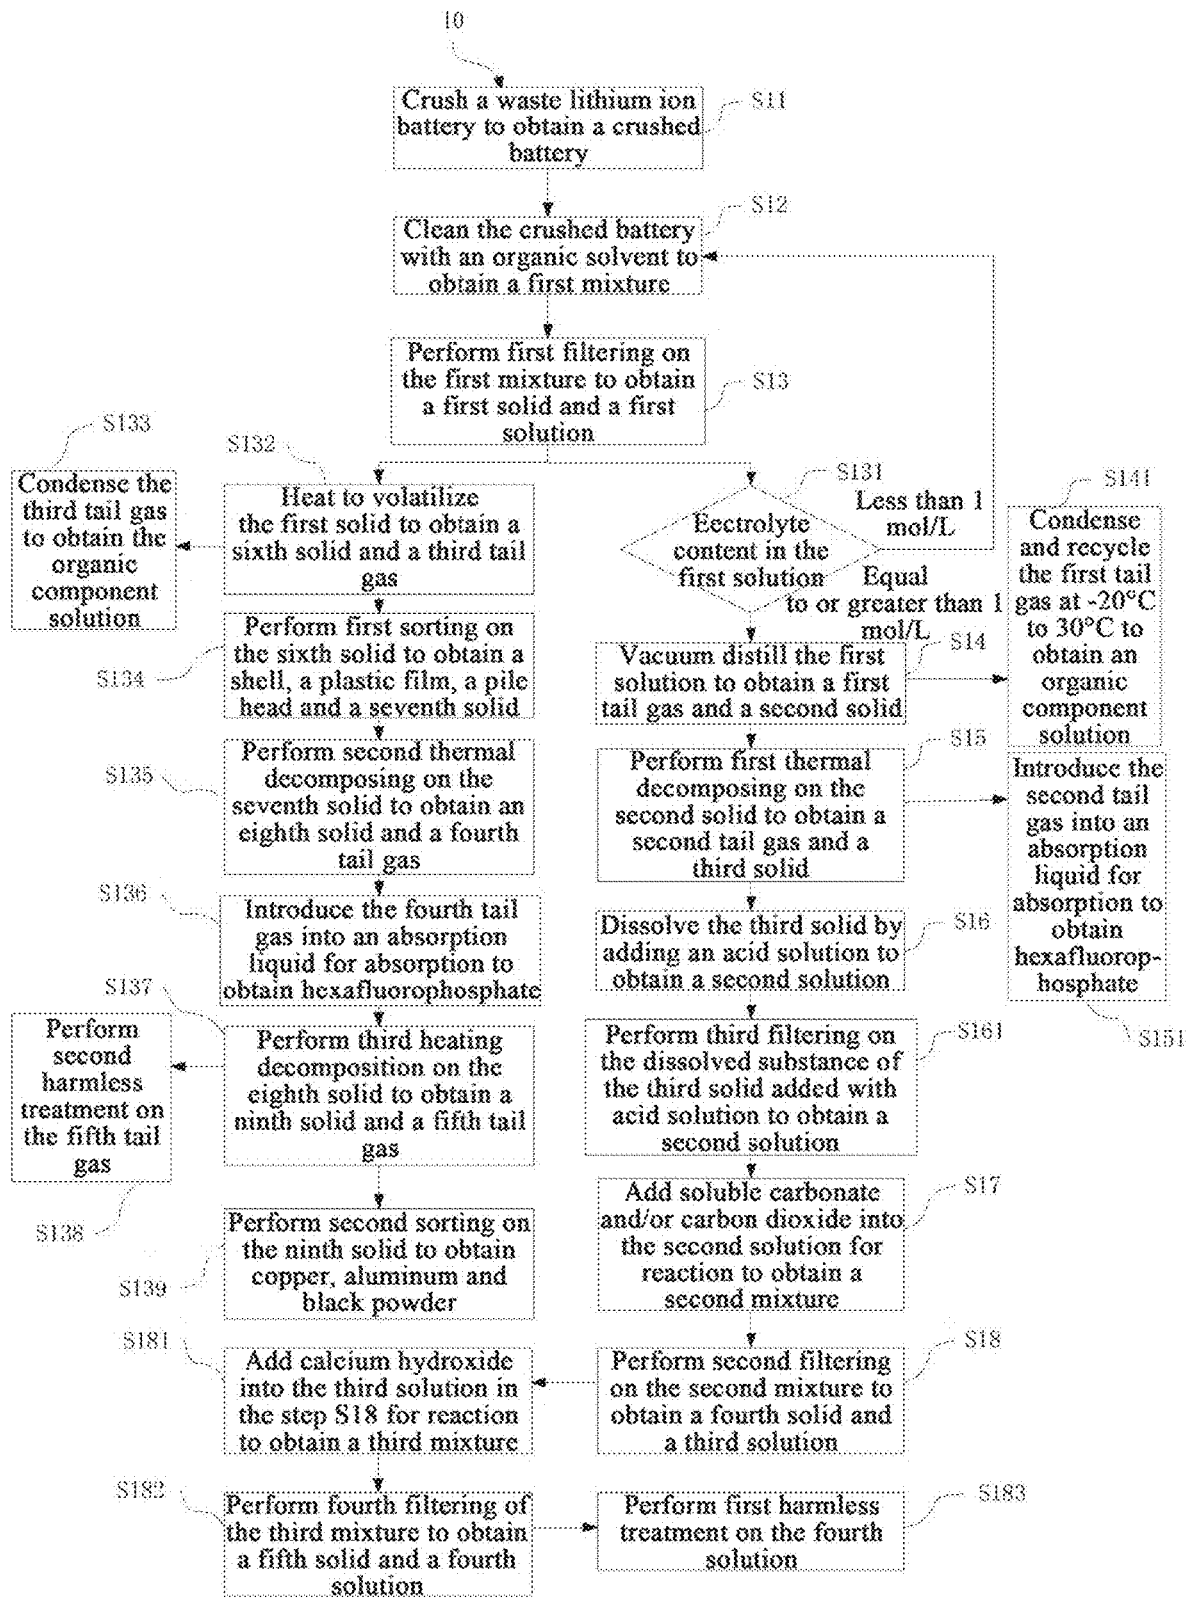 10
Crush a waste lithium ion
battery to obtain a crushed
battery
S11
Clean the crushed battery
with an organic solvent to
obtain a first mixture
S12
Perform first filtering on
the first mixture to obtain
a first solid and a first
solution
S13
S133
Condense the
third tail gas
to obtain the
organic
component
solution
S132
Heat to volatilize
the first solid to obtain a
sixth solid and a third tail
gas
S131
Eectrolyte
content in the
first solution
Less than 1
mol/L
Equal
to or greater than 1
mol/L
S141
Condense
and recycle
the first tail
gas at -20°C
to 30°C to
obtain an
organic
component
solution
S134
Perform first sorting on
the sixth solid to obtain a
shell, a plastic film, a pile
head and a seventh solid
S14
Vacuum distill the first
solution to obtain a first
tail gas and a second solid
S135
Perform second thermal
decomposing on the
seventh solid to obtain an
eighth solid and a fourth
tail gas
S15
Perform first thermal
decomposing on the
second solid to obtain a
second tail gas and a
third solid
Introduce the
second tail
gas into an
absorption
liquid for
absorption to
obtain
hexafluorop-
hosphate
S151
S136
Introduce the fourth tail
gas into an absorption
liquid for absorption to
obtain hexafluorophosphate
S16
Dissolve the third solid by
adding an acid solution to
obtain a second solution
S137
Perform third heating
decomposition on the
eighth solid to obtain a
ninth solid and a fifth tail
gas
Perform
second
harmless
treatment on
the fifth tail
gas
S138
S161
Perform third filtering on
the dissolved substance of
the third solid added with
acid solution to obtain a
second solution
S139
Perform second sorting on
the ninth solid to obtain
copper, aluminum and
black powder
S17
Add soluble carbonate
and/or carbon dioxide into
the second solution for
reaction to obtain a
second mixture
S181
Add calcium hydroxide
into the third solution in
the step S18 for reaction
to obtain a third mixture
S18
Perform second filtering
on the second mixture to
obtain a fourth solid and
a third solution
S182
Perform fourth filtering of
the third mixture to obtain
a fifth solid and a fourth
solution
S183
Perform first harmless
treatment on the fourth
solution